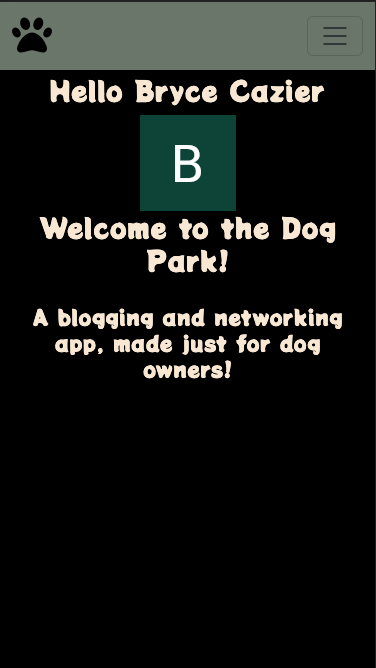 Hello Bryce Cazier
B
Welcome to the Dog
Park!
A blogging and networking
app, made just for dog
owners!